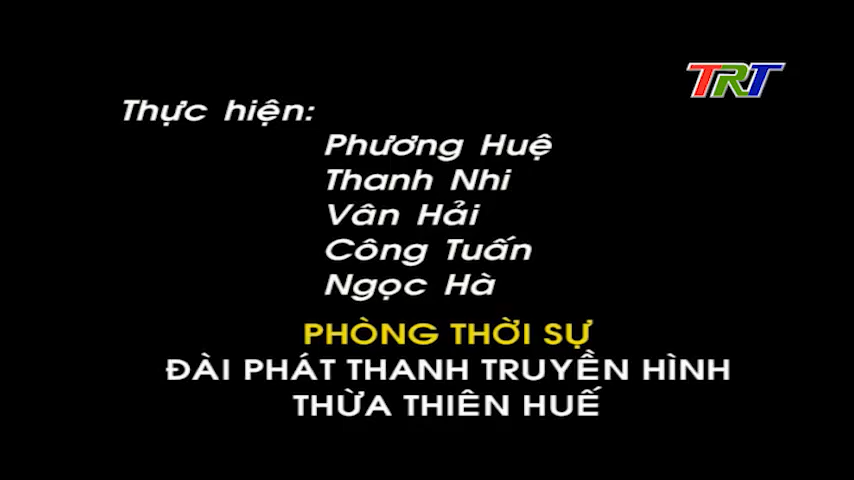 TRT
Thực hiện:
Phương Huệ
Thanh Nhi
Vân Hải
Công Tuấn
Ngọc Hà
PHÒNG THỜI SỰ
ĐÀI PHÁT THANH TRUYỀN HÌNH
THỪA THIÊN HUẾ